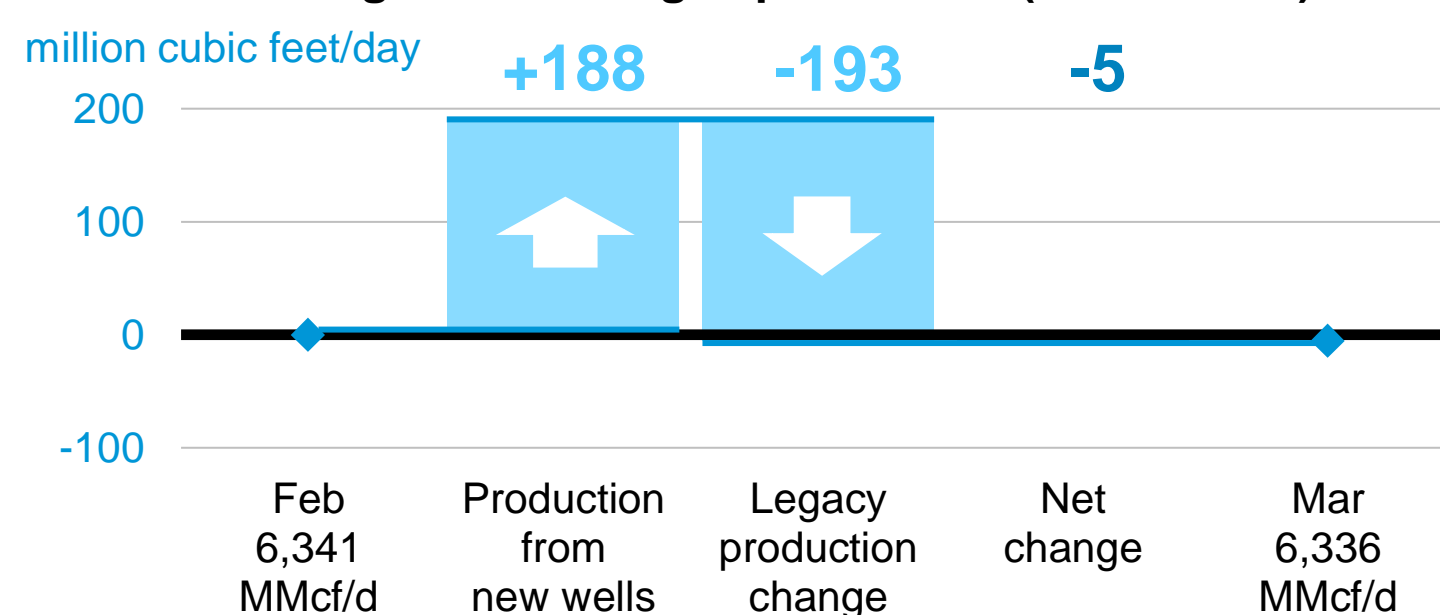 million cubic feet/day
+188
-193
-5
200
100
0
-100
Feb
6,341
MMcf/d
Production
from
new wells
Legacy
production
change
Net
change
Mar
6,336
MMcf/d